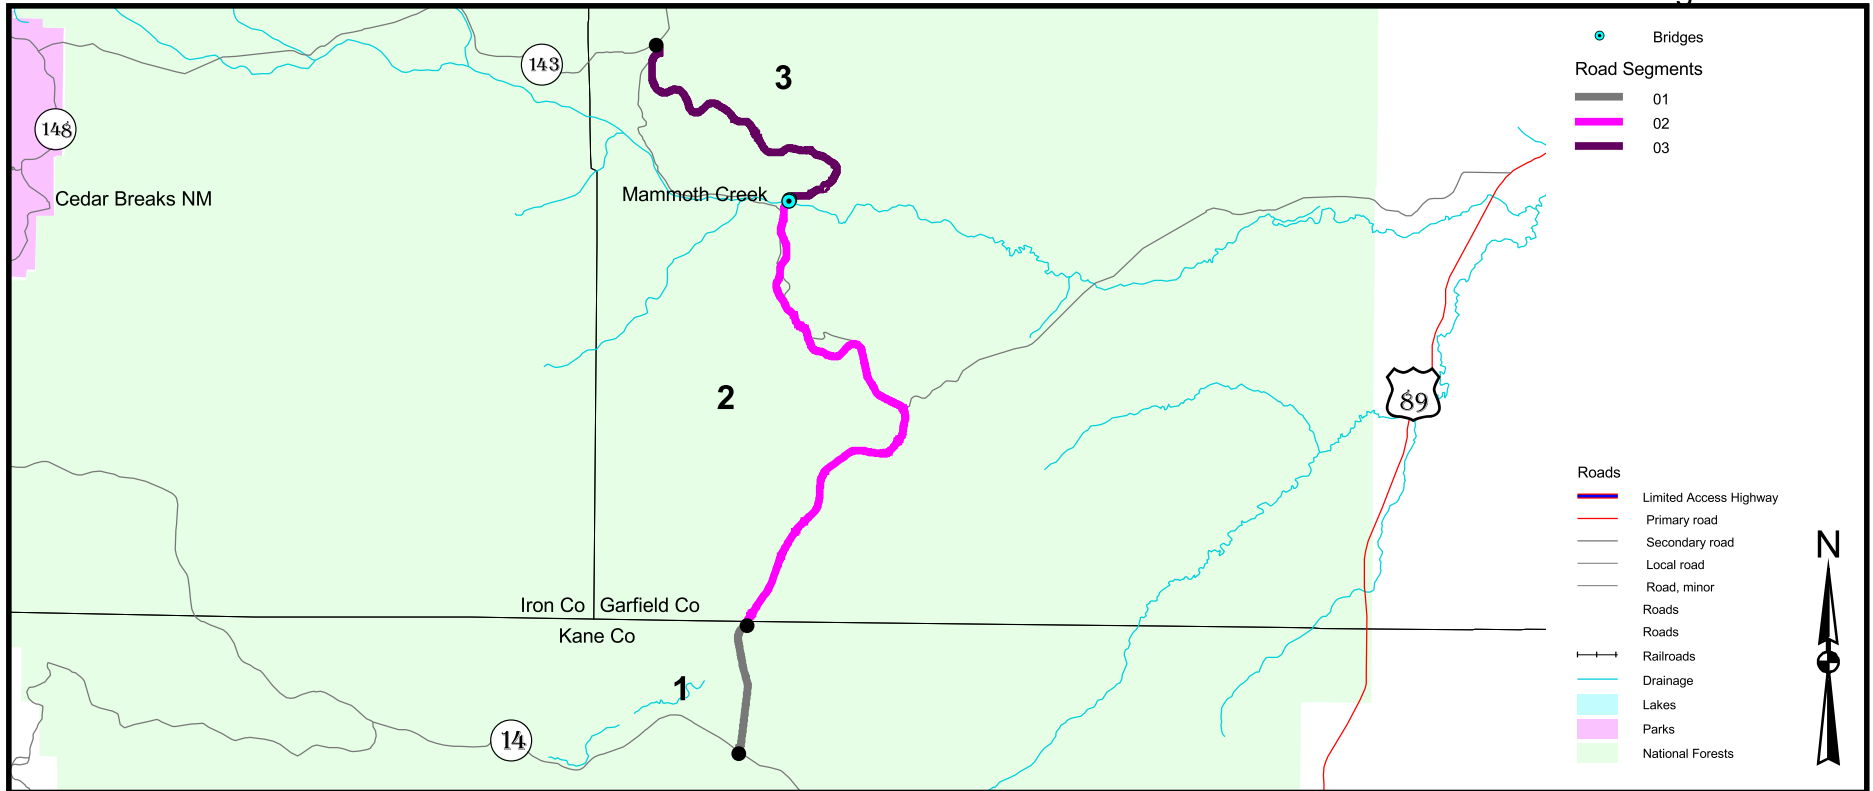 Bridges
Road Segments
01
02
03
3
143
148
Cedar Breaks NM
Mammoth Creek
2
89
Iron Co
Garfield Co
Kane Co
1
14
Roads
Limited Access Highway
Primary road
Secondary road
Local road
Road, minor
Roads
Roads
Railroads
Drainage
Lakes
Parks
National Forests
N